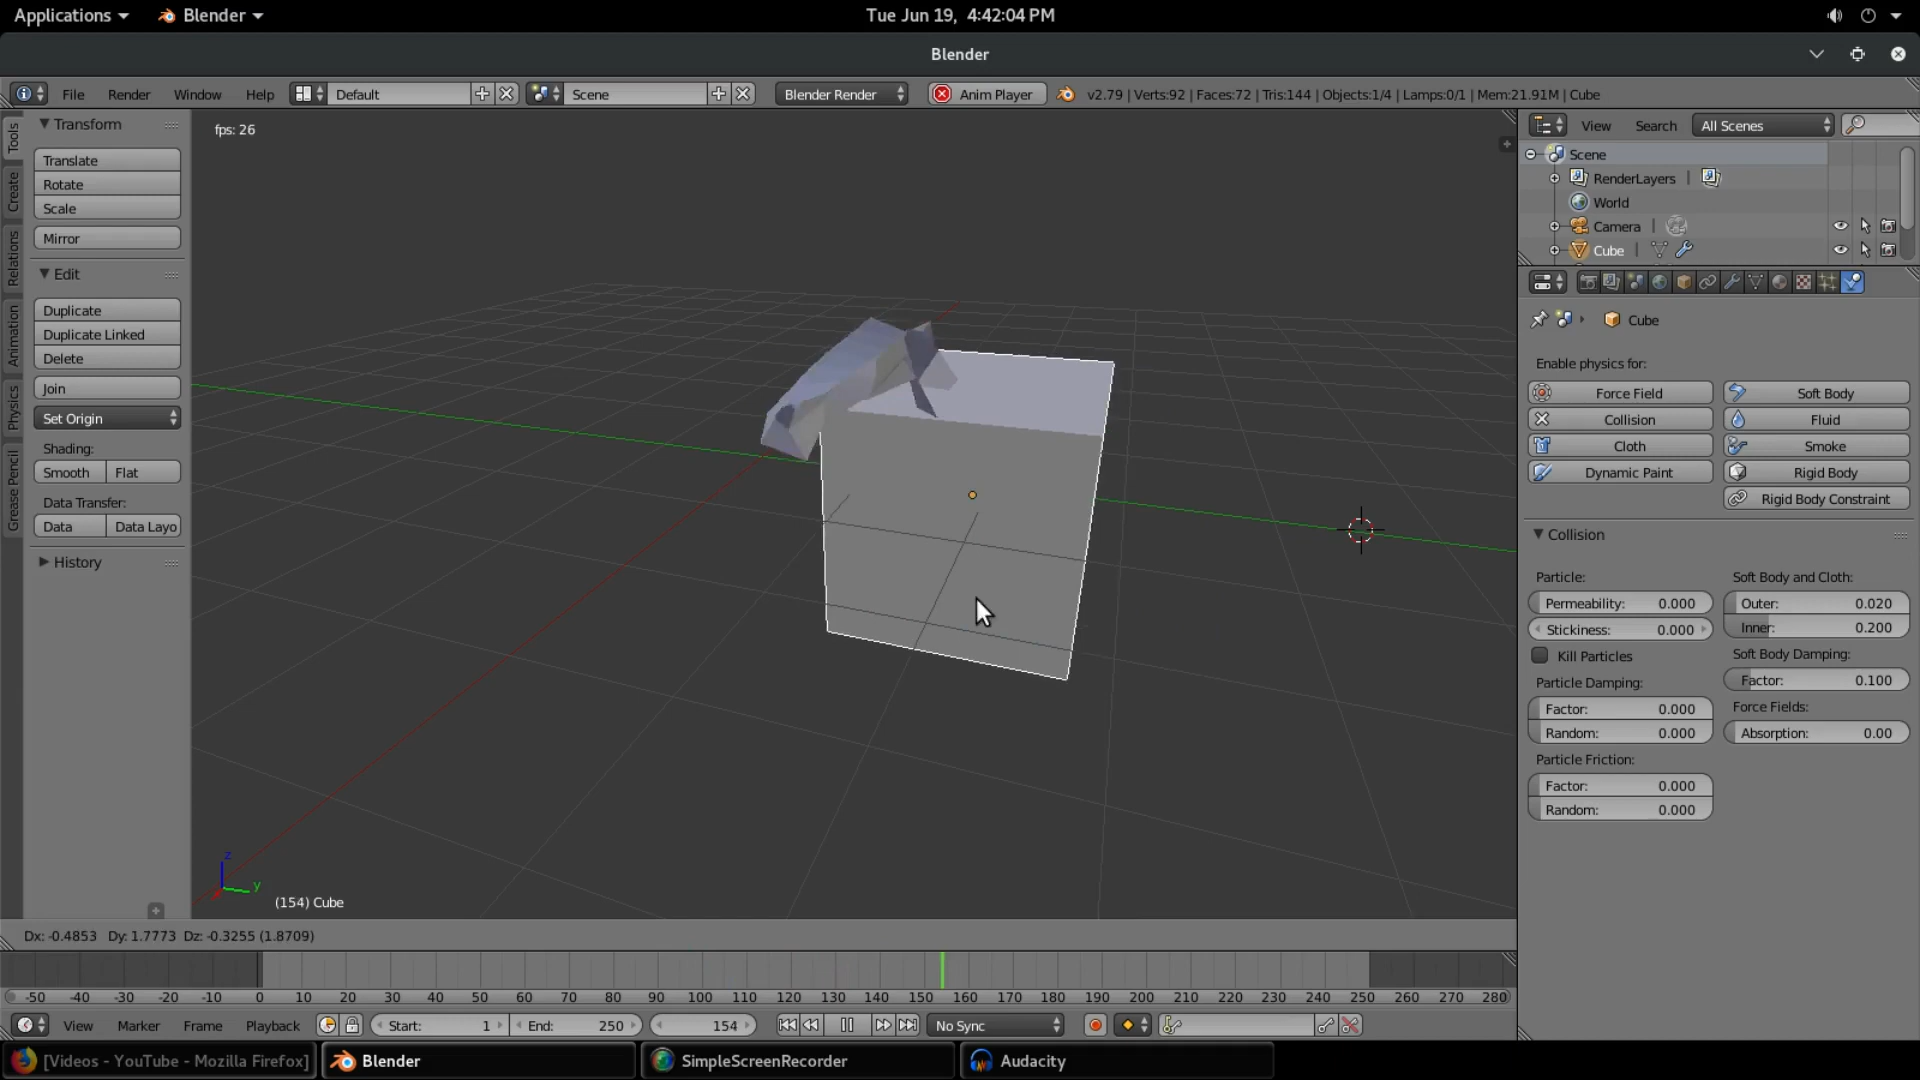 Applications Blender Tue Jun 19, 4:42:04 PM
Blender
File Render Window Help Default Scene Blender Render Anim Player v2.79 | Verts:92 | Faces:72 | Tris:144 | Objects:1/4 | Lamps:0/1 | Mem:21.91M | Cube
Tools
Create
Relations
Animation
Physics
Grease Pencil
Transform
Translate
Rotate
Scale
Mirror
Edit
Duplicate
Duplicate Linked
Delete
Join
Set Origin
Shading:
Smooth Flat
Data Transfer:
Data Data Layo
History
fps: 26
z
y
x
(154) Cube
Dx: -0.4853 Dy: 1.7773 Dz: -0.3255 (1.8709)
View Search All Scenes
Scene
RenderLayers |
World
Camera |
Cube |
Cube
Enable physics for:
Force Field Soft Body
Collision Fluid
Cloth Smoke
Dynamic Paint Rigid Body
Rigid Body Constraint
Collision
Particle: Soft Body and Cloth:
Permeability: 0.000 Outer: 0.020
Stickiness: 0.000 Inner: 0.200
Kill Particles Soft Body Damping:
Particle Damping: Factor: 0.100
Factor: 0.000 Force Fields:
Random: 0.000 Absorption: 0.00
Particle Friction:
Factor: 0.000
Random: 0.000
-50 -40 -30 -20 -10 0 10 20 30 40 50 60 70 80 90 100 110 120 130 140 150 160 170 180 190 200 210 220 230 240 250 260 270 280
View Marker Frame Playback Start: 1 End: 250 154 No Sync
[Videos - YouTube - Mozilla Firefox] Blender SimpleScreenRecorder Audacity